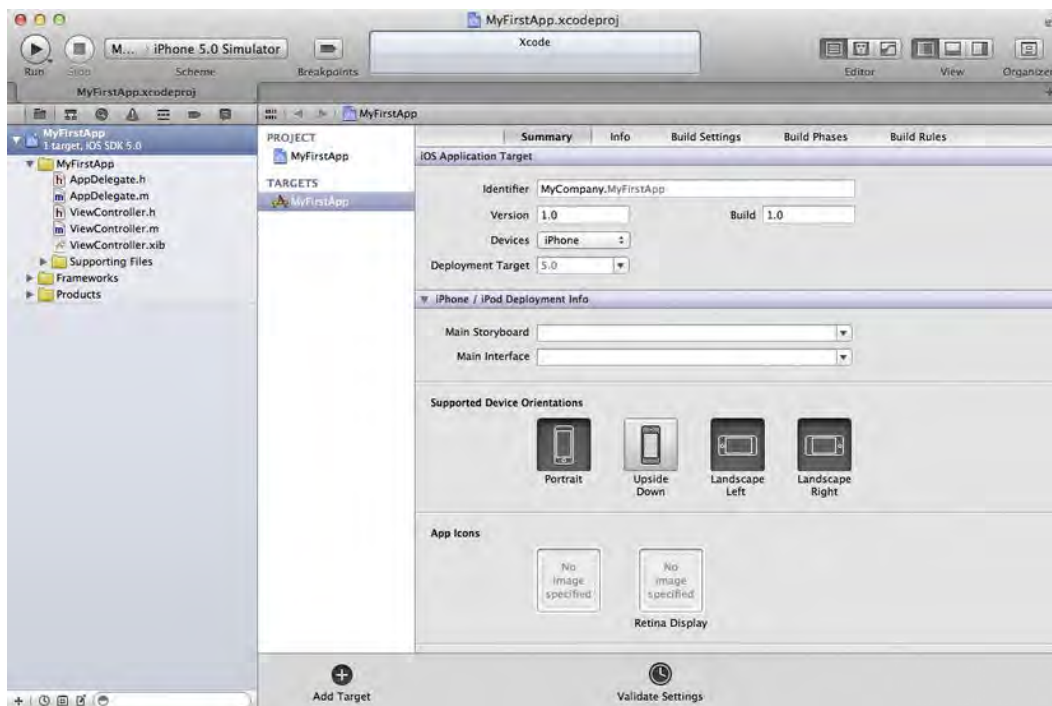 MyFirstApp.xcodeproj
M... iPhone 5.0 Simulator
Xcode
Run Stop Scheme Breakpoints Editor View Organizer
MyFirstApp.xcodeproj
MyFirstApp
MyFirstApp
1 target, iOS SDK 5.0
MyFirstApp
h AppDelegate.h
m AppDelegate.m
h ViewController.h
m ViewController.m
ViewController.xib
Supporting Files
Frameworks
Products
PROJECT
MyFirstApp
TARGETS
MyFirstApp
Summary Info Build Settings Build Phases Build Rules
iOS Application Target
Identifier MyCompany.MyFirstApp
Version 1.0 Build 1.0
Devices iPhone
Deployment Target 5.0
iPhone / iPod Deployment Info
Main Storyboard
Main Interface
Supported Device Orientations
Portrait
Upside
Down
Landscape
Left
Landscape
Right
App Icons
No
image
specified
No
image
specified
Retina Display
Add Target
Validate Settings